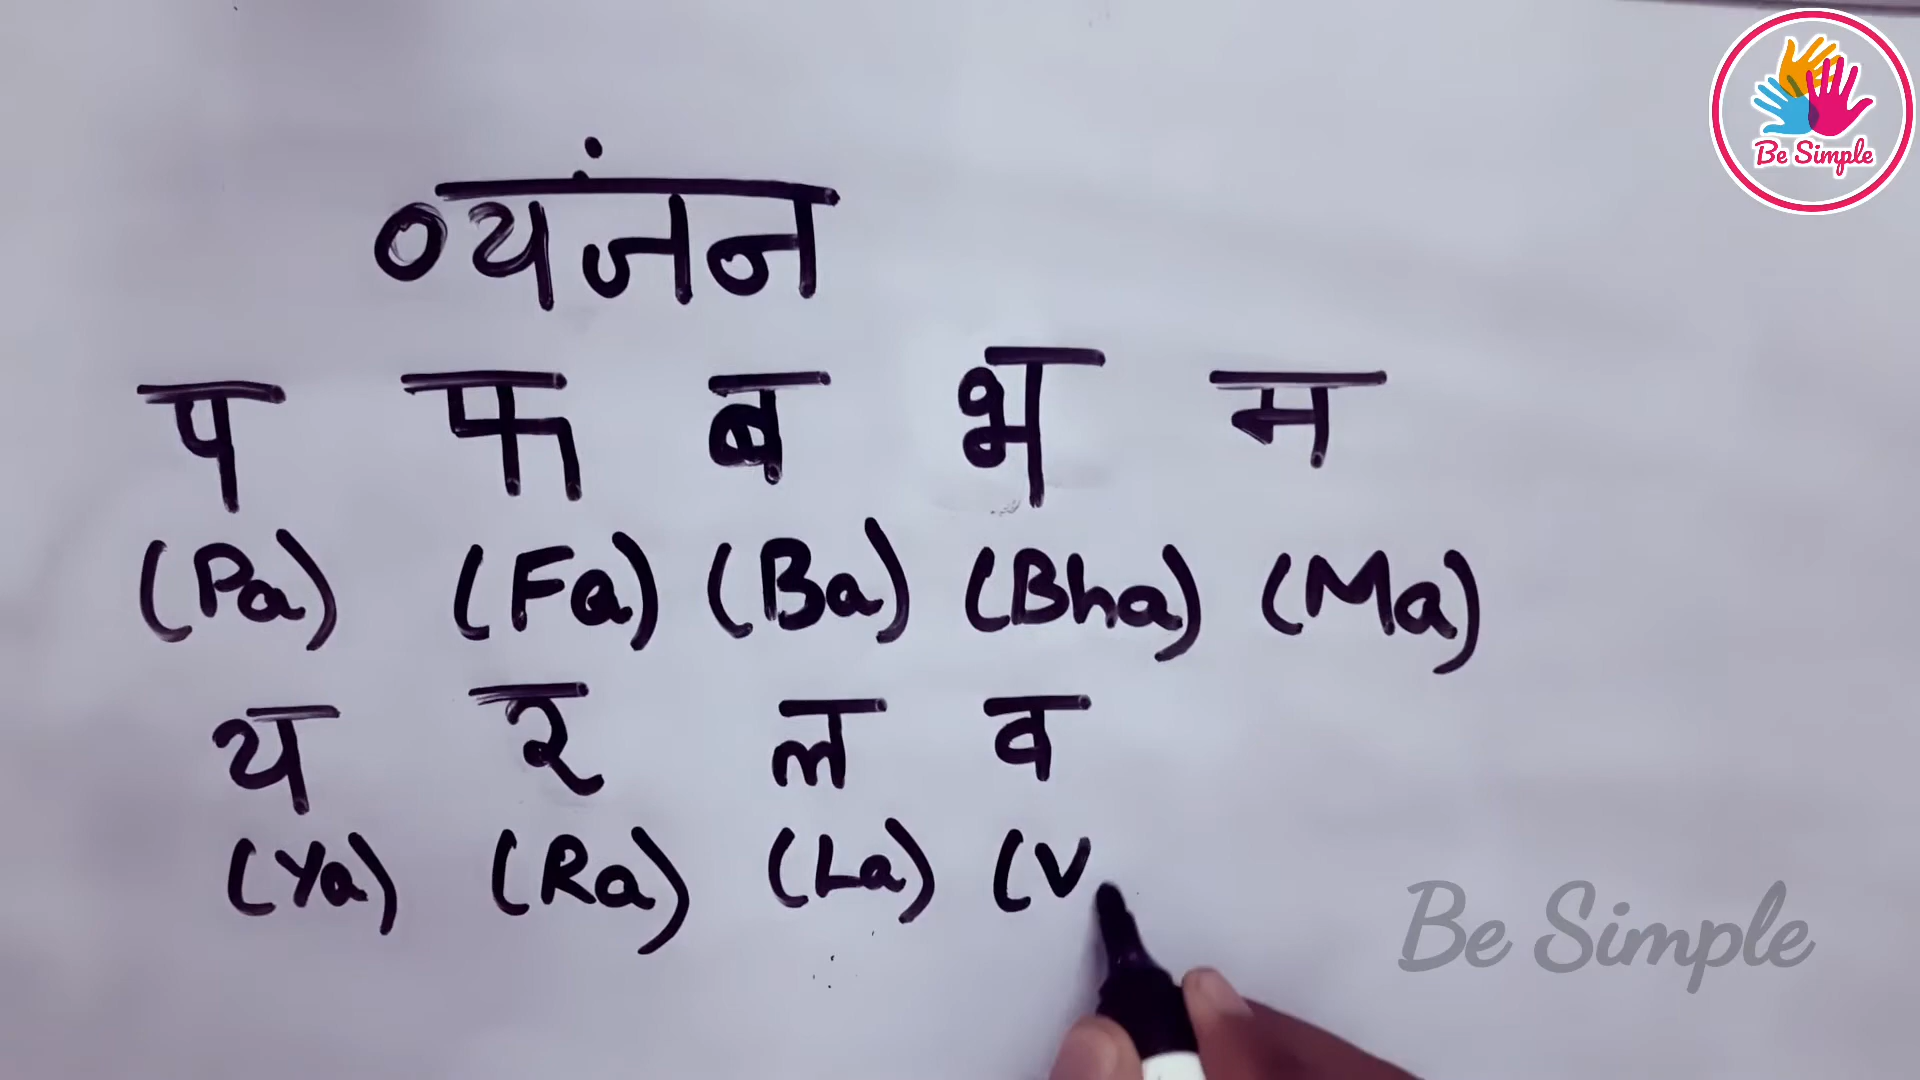 Be Simple
व्यंजन
प फ ब भ म
(Pa) (Fa) (Ba) (Bha) (Ma)
य र ल व
(Ya) (Ra) (La) (V
Be Simple